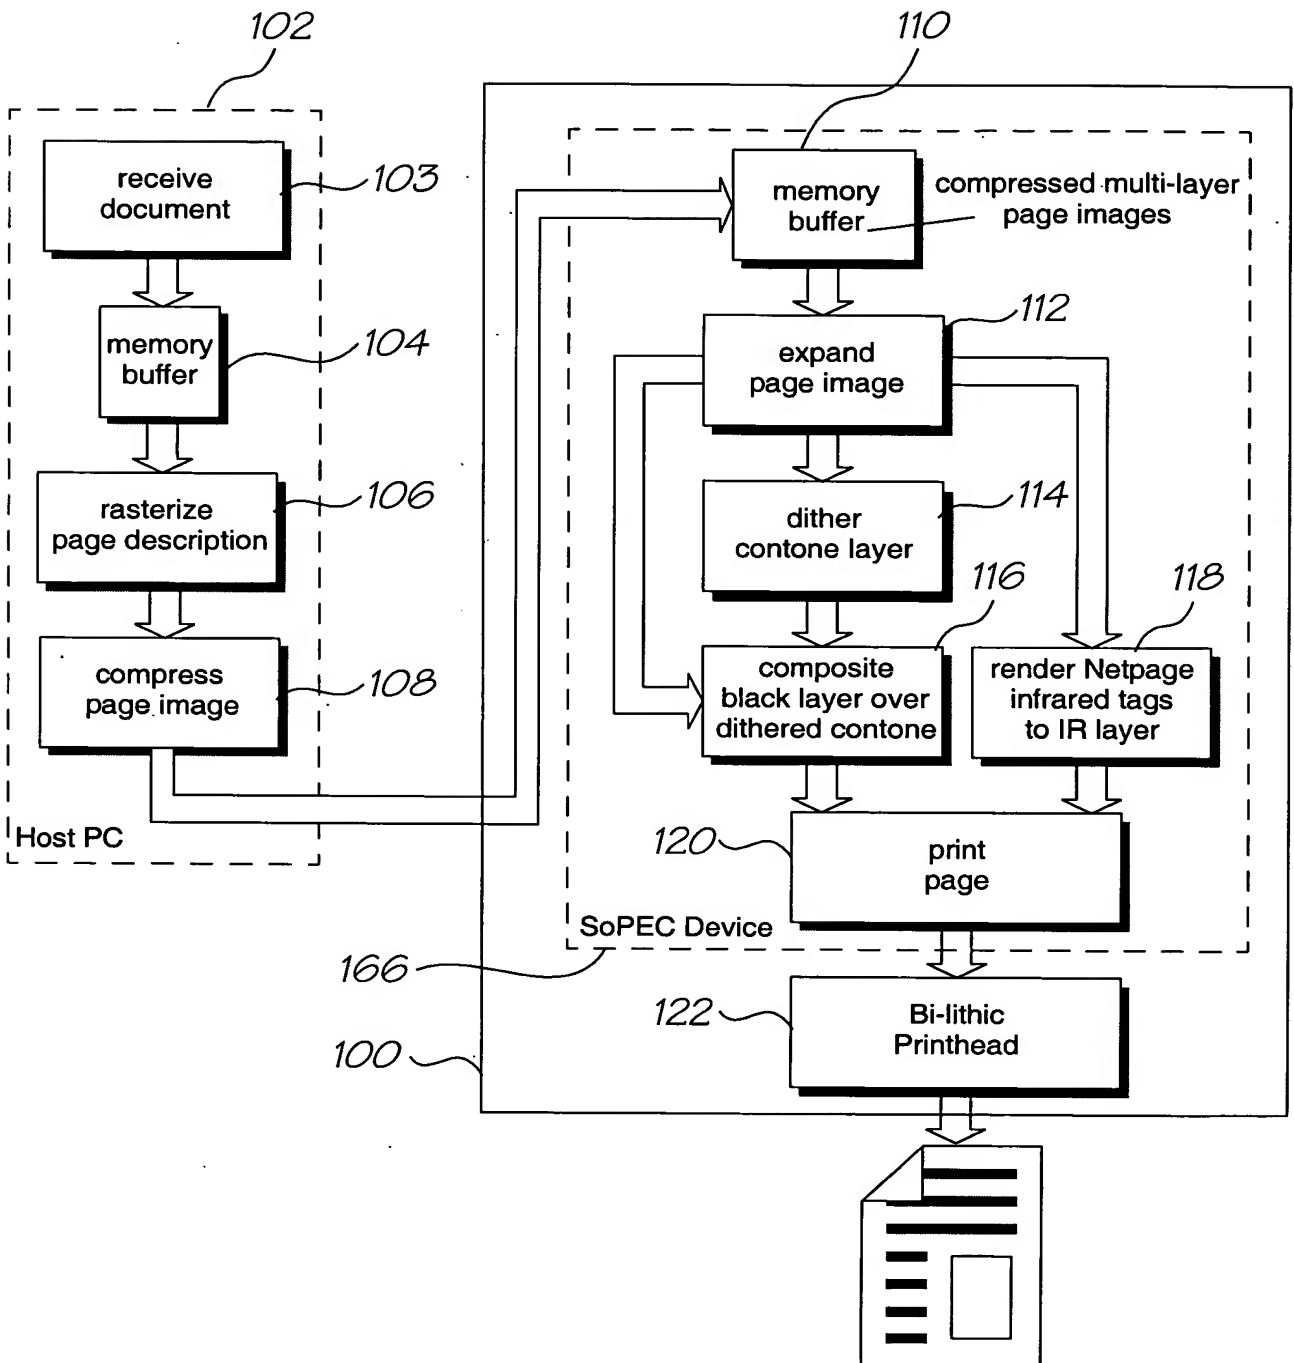 102
110
receive
document
103
memory
buffer
compressed multi-layer
page images
112
memory
buffer
104
expand
page image
rasterize
page description
106
dither
contone layer
114
116
118
compress
page image
108
composite
black layer over
dithered contone
render Netpage
infrared tags
to IR layer
Host PC
120
print
page
SoPEC Device
166
122
Bi-lithic
Printhead
100